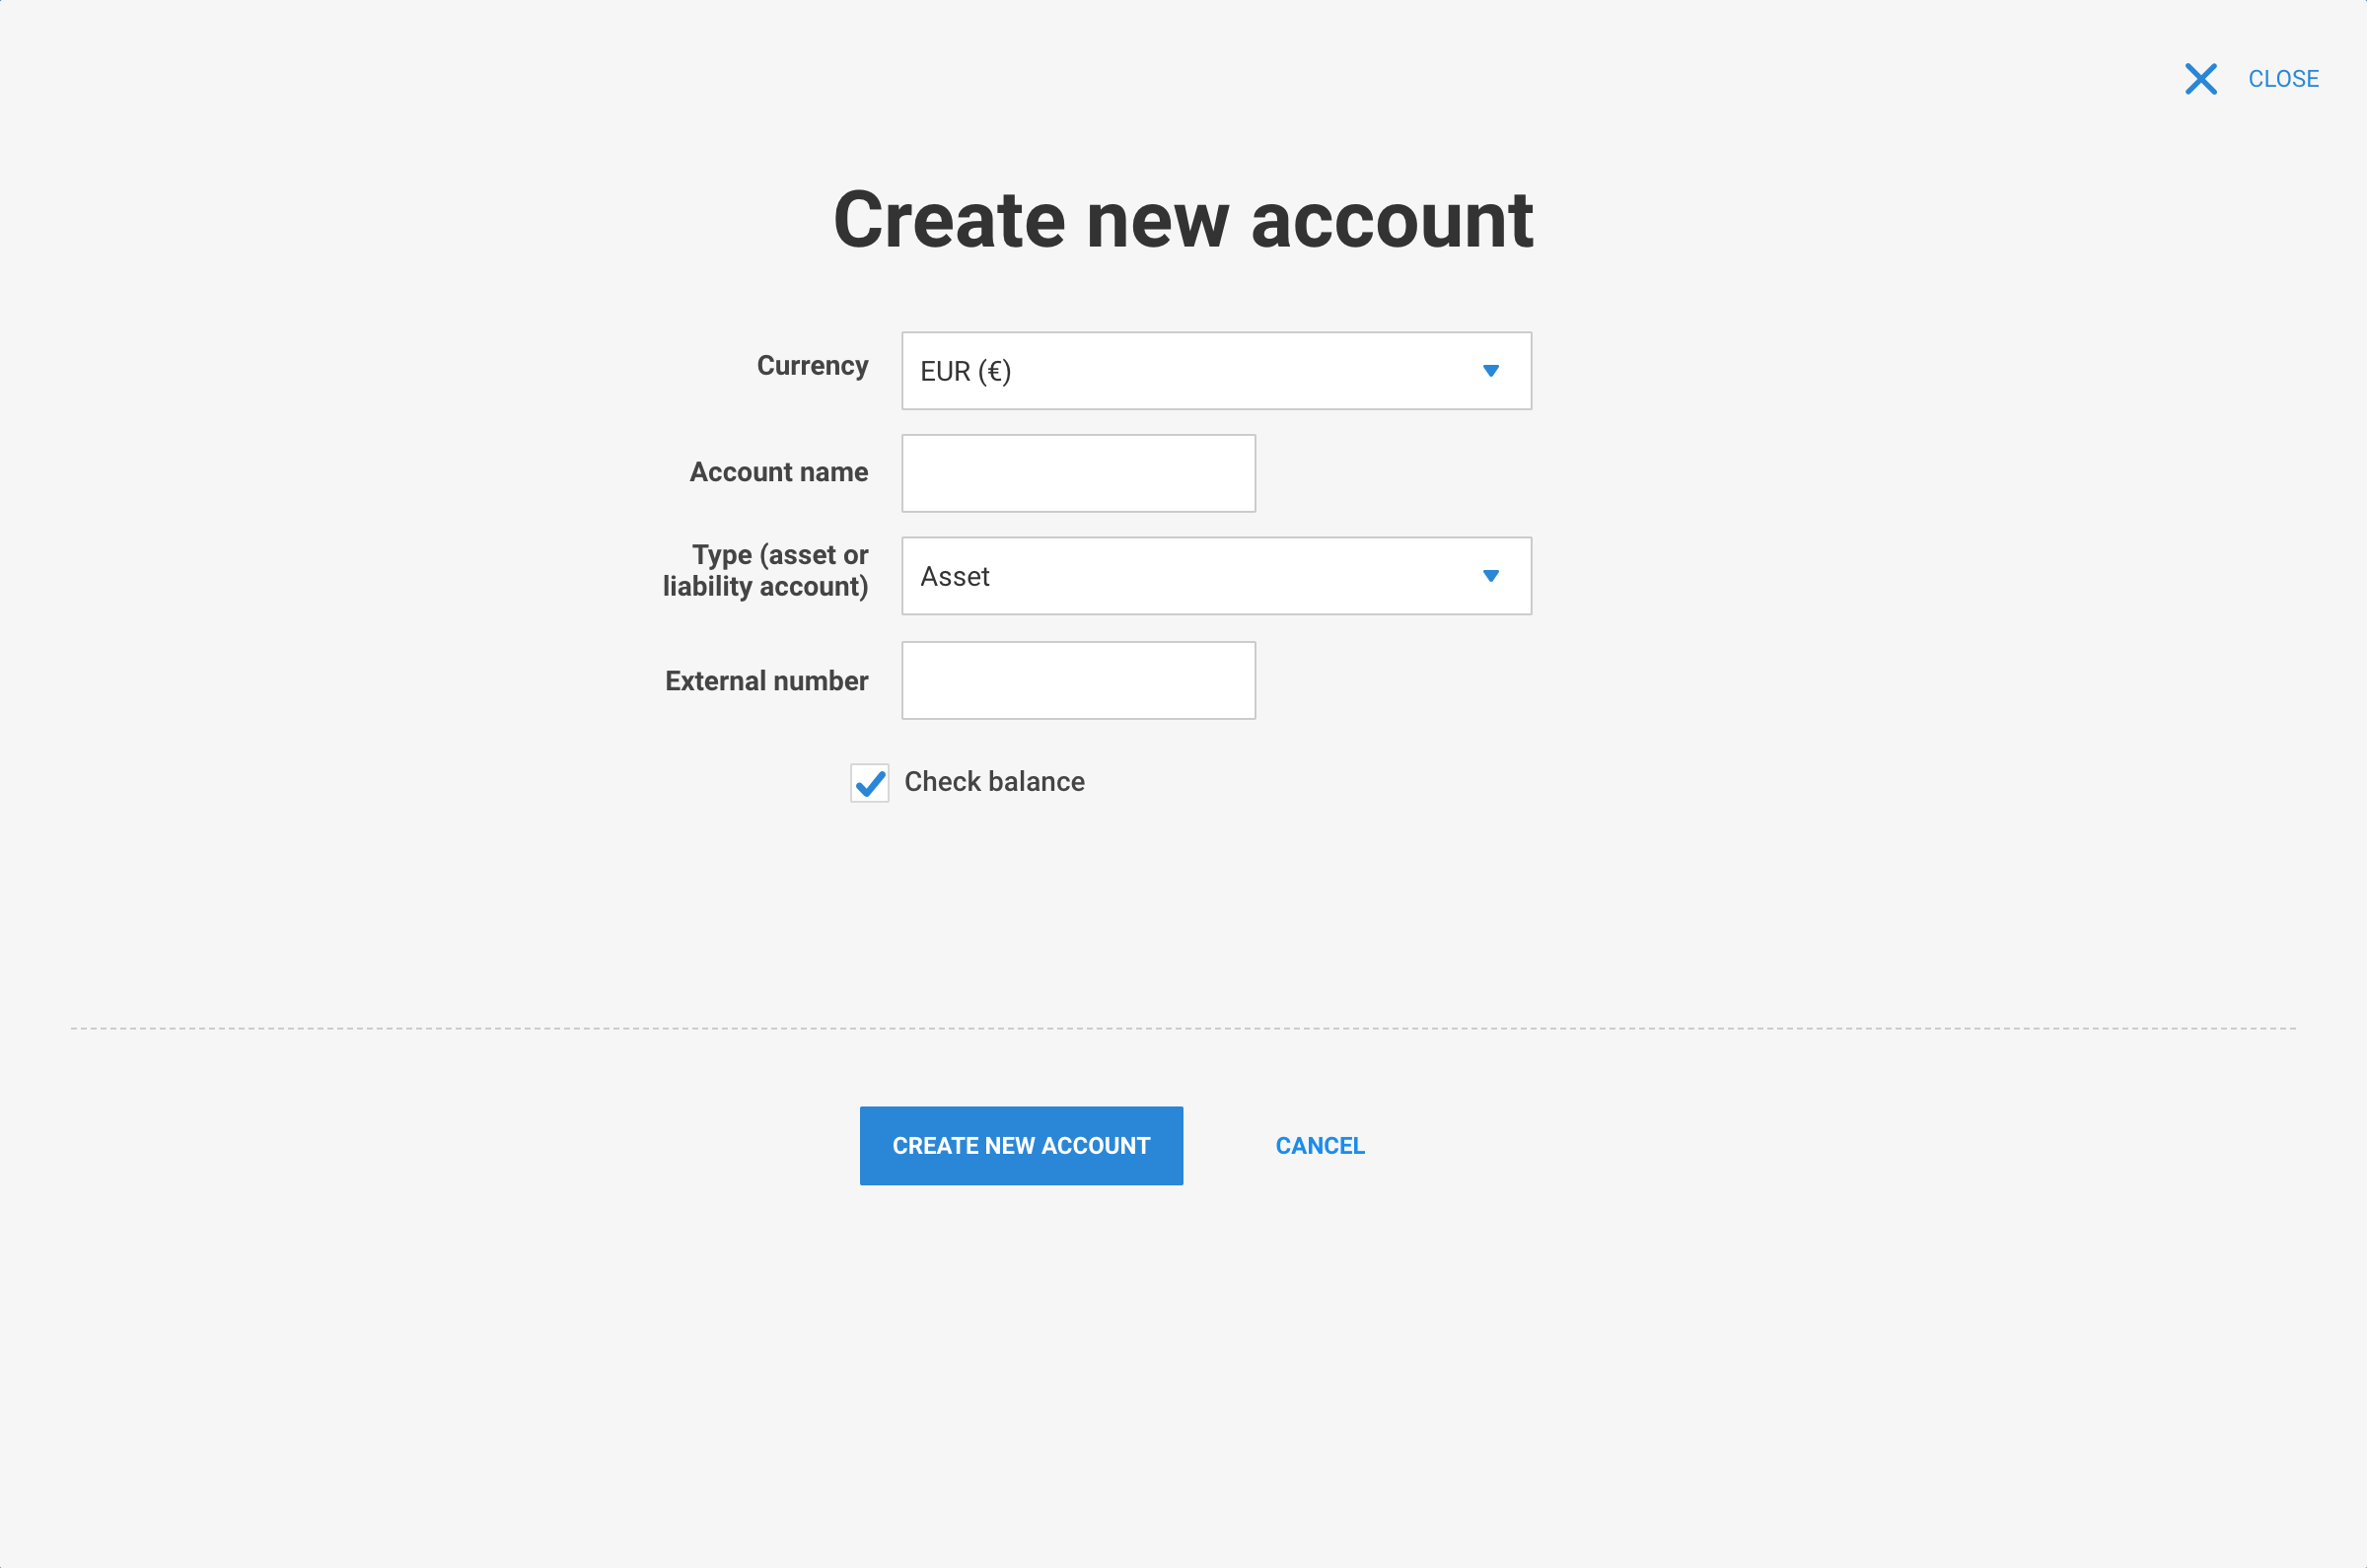 CLOSE
Create new account
Currency
EUR (€)
Account name
Type (asset or
liability account)
Asset
External number
Check balance
CREATE NEW ACCOUNT
CANCEL